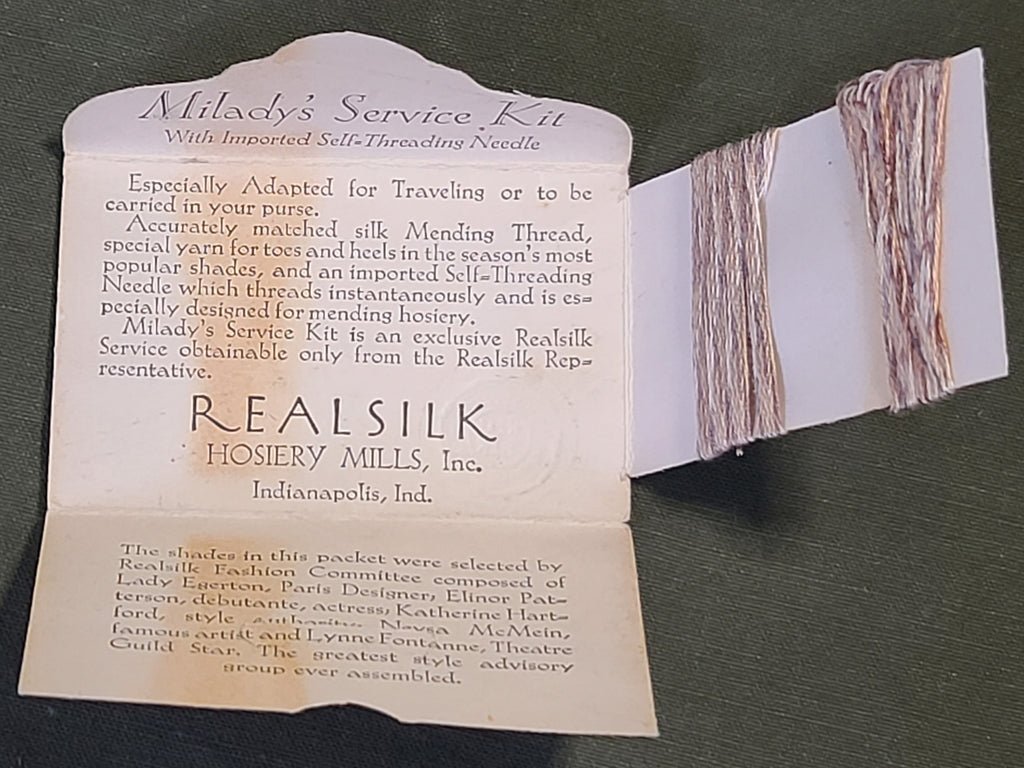 Milady's Service Kit
With Imported Self-Threading Needle
Especially Adapted for Traveling or to be
carried in your purse.
Accurately matched silk Mending Thread,
special yarn for toes and heels in the season's most
popular shades, and an imported Self-Threading
Needle which threads instantaneously and is es-
pecially designed for mending hosiery.
Milady's Service Kit is an exclusive Realsilk
Service obtainable only from the Realsilk Rep-
resentative.
REALSILK
HOSIERY MILLS, Inc.
Indianapolis, Ind.
The shades in this packet were selected by
Realsilk Fashion Committee composed of
Lady Egerton, Paris Designer, Elinor Pat-
terson, debutante, actress, Katherine Hart-
ford, style McMein,
famous artist and Lynne Fontanne, Theatre
Guild Star. The greatest style advisory
group ever assembled.